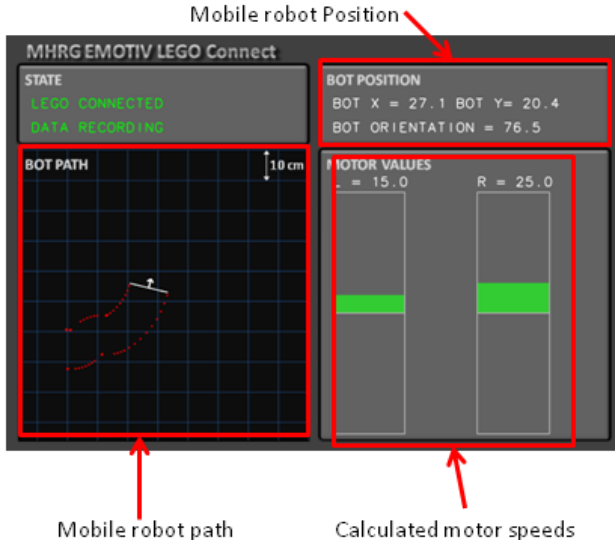 Mobile robot Position
MHRG EMOTIV LEGO Connect
STATE
LEGO CONNECTED
DATA RECORDING
BOT POSITION
BOT X = 27.1 BOT Y= 20.4
BOT ORIENTATION = 76.5
BOT PATH
10 cm
MOTOR VALUES
L = 15.0 R = 25.0
Mobile robot path
Calculated motor speeds